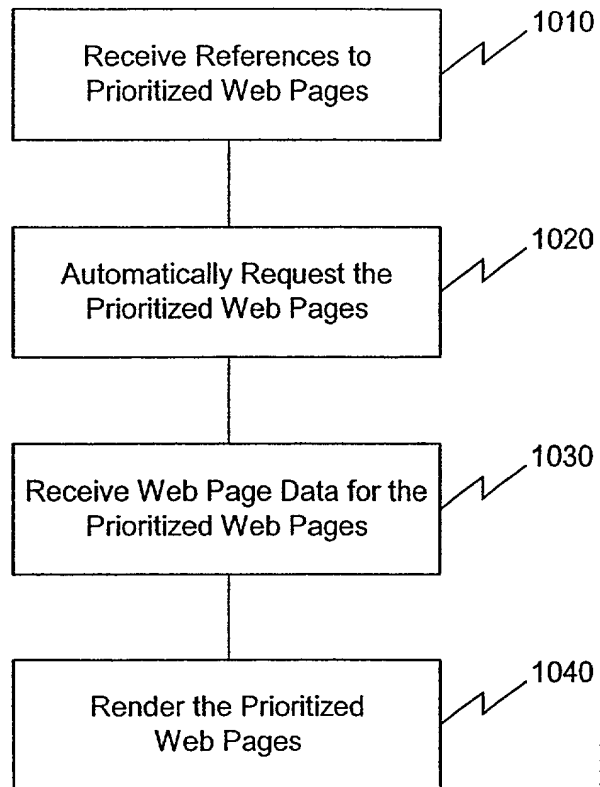 1010
Receive References to
Prioritized Web Pages
1020
Automatically Request the
Prioritized Web Pages
1030
Receive Web Page Data for the
Prioritized Web Pages
1040
Render the Prioritized
Web Pages